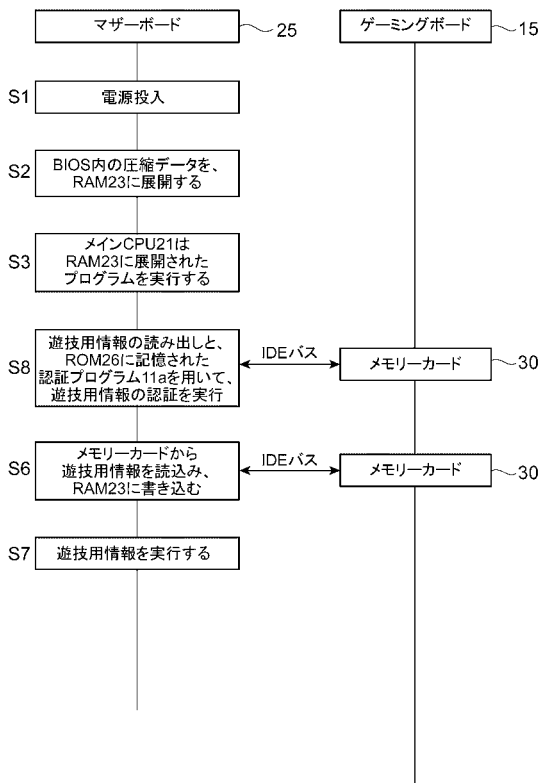 マザーボード
25
ゲーミングボード
15
S1
電源投入
S2
BIOS内の圧縮データを、
RAM23に展開する
S3
メインCPU21は
RAM23に展開された
プログラムを実行する
S8
遊技用情報の読み出しと、
ROM26に記憶された
認証プログラム11aを用いて、
遊技用情報の認証を実行
IDEバス
メモリーカード
30
S6
メモリーカードから
遊技用情報を読込み、
RAM23に書き込む
IDEバス
メモリーカード
30
S7
遊技用情報を実行する